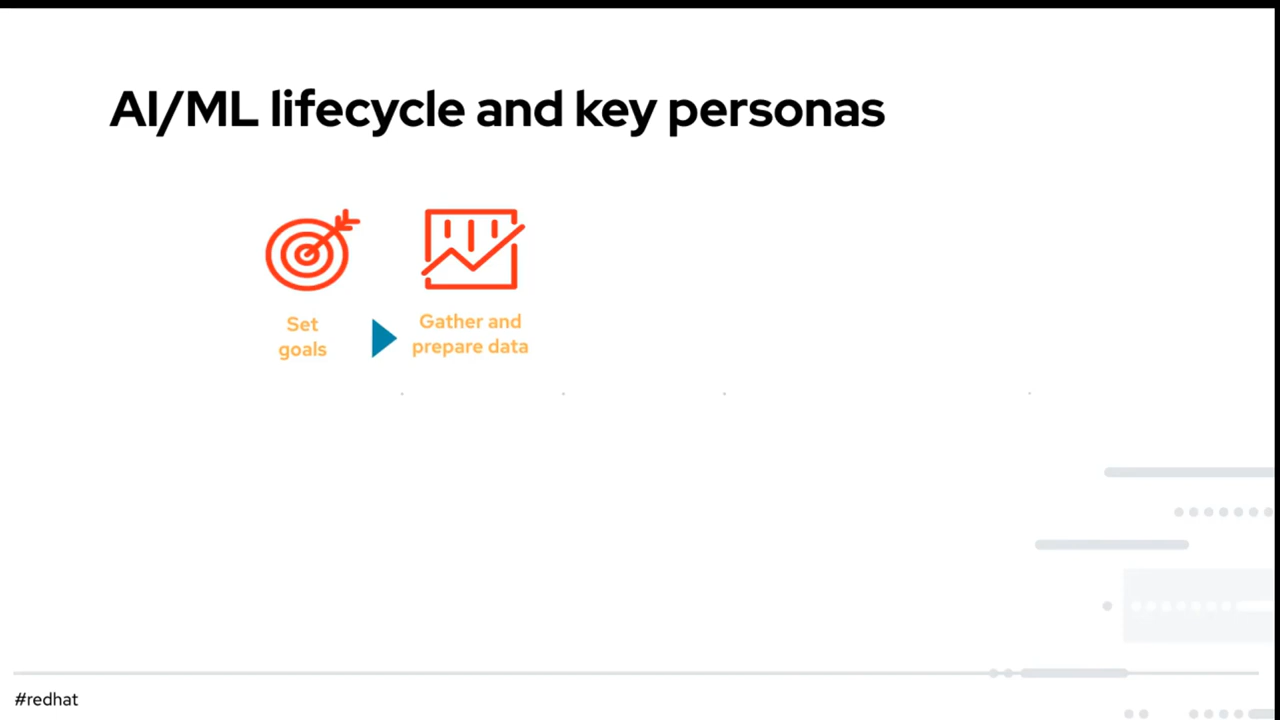 AI/ML lifecycle and key personas
Set
goals
Gather and
prepare data
#redhat